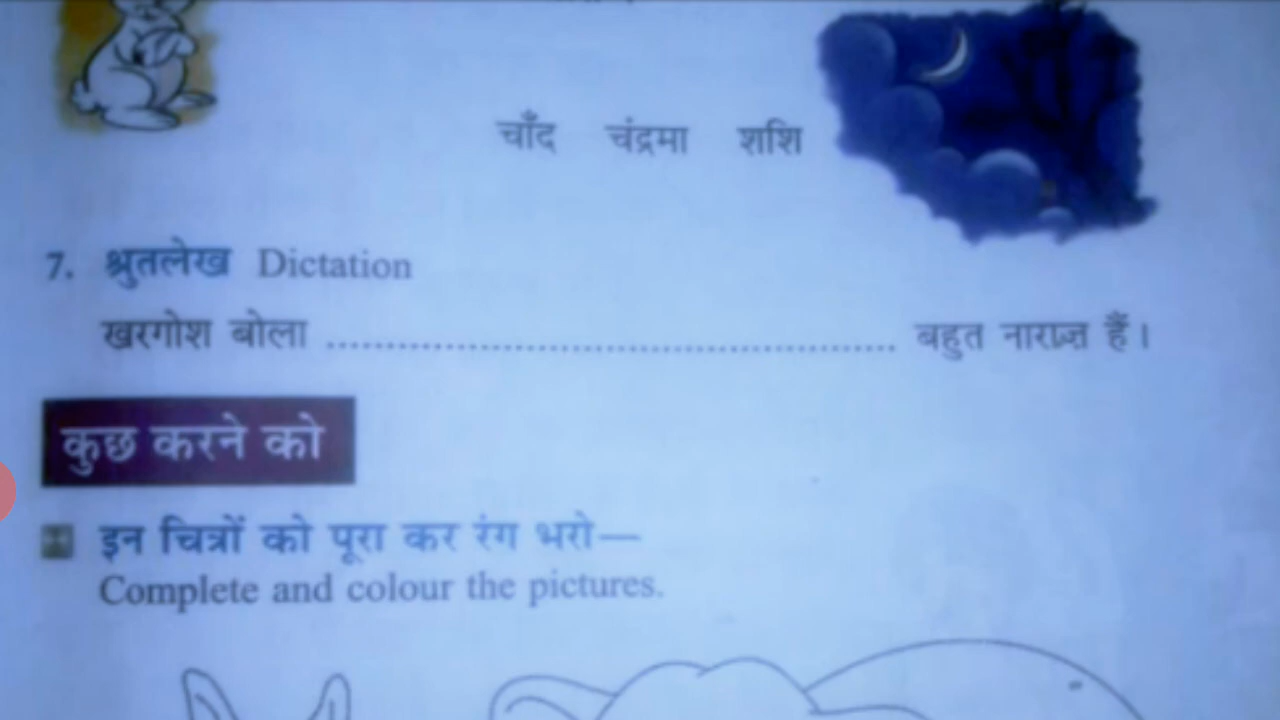 चाँद चंद्रमा शशि
7. श्रुतलेख Dictation
खरगोश बोला ........................................................ बहुत नाराज़ हैं।
कुछ करने को
इन चित्रों को पूरा कर रंग भरो—
Complete and colour the pictures.